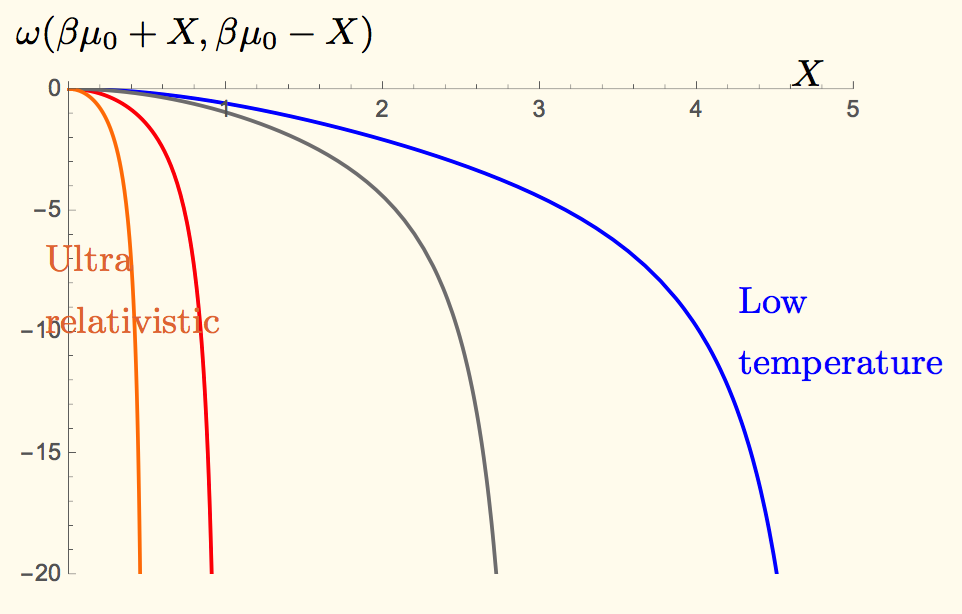 ω(βμ₀ + X, βμ₀ − X)
X
0
1 2 3 4 5
−5
Ultra
relativistic
Low
−10
temperature
−15
−20